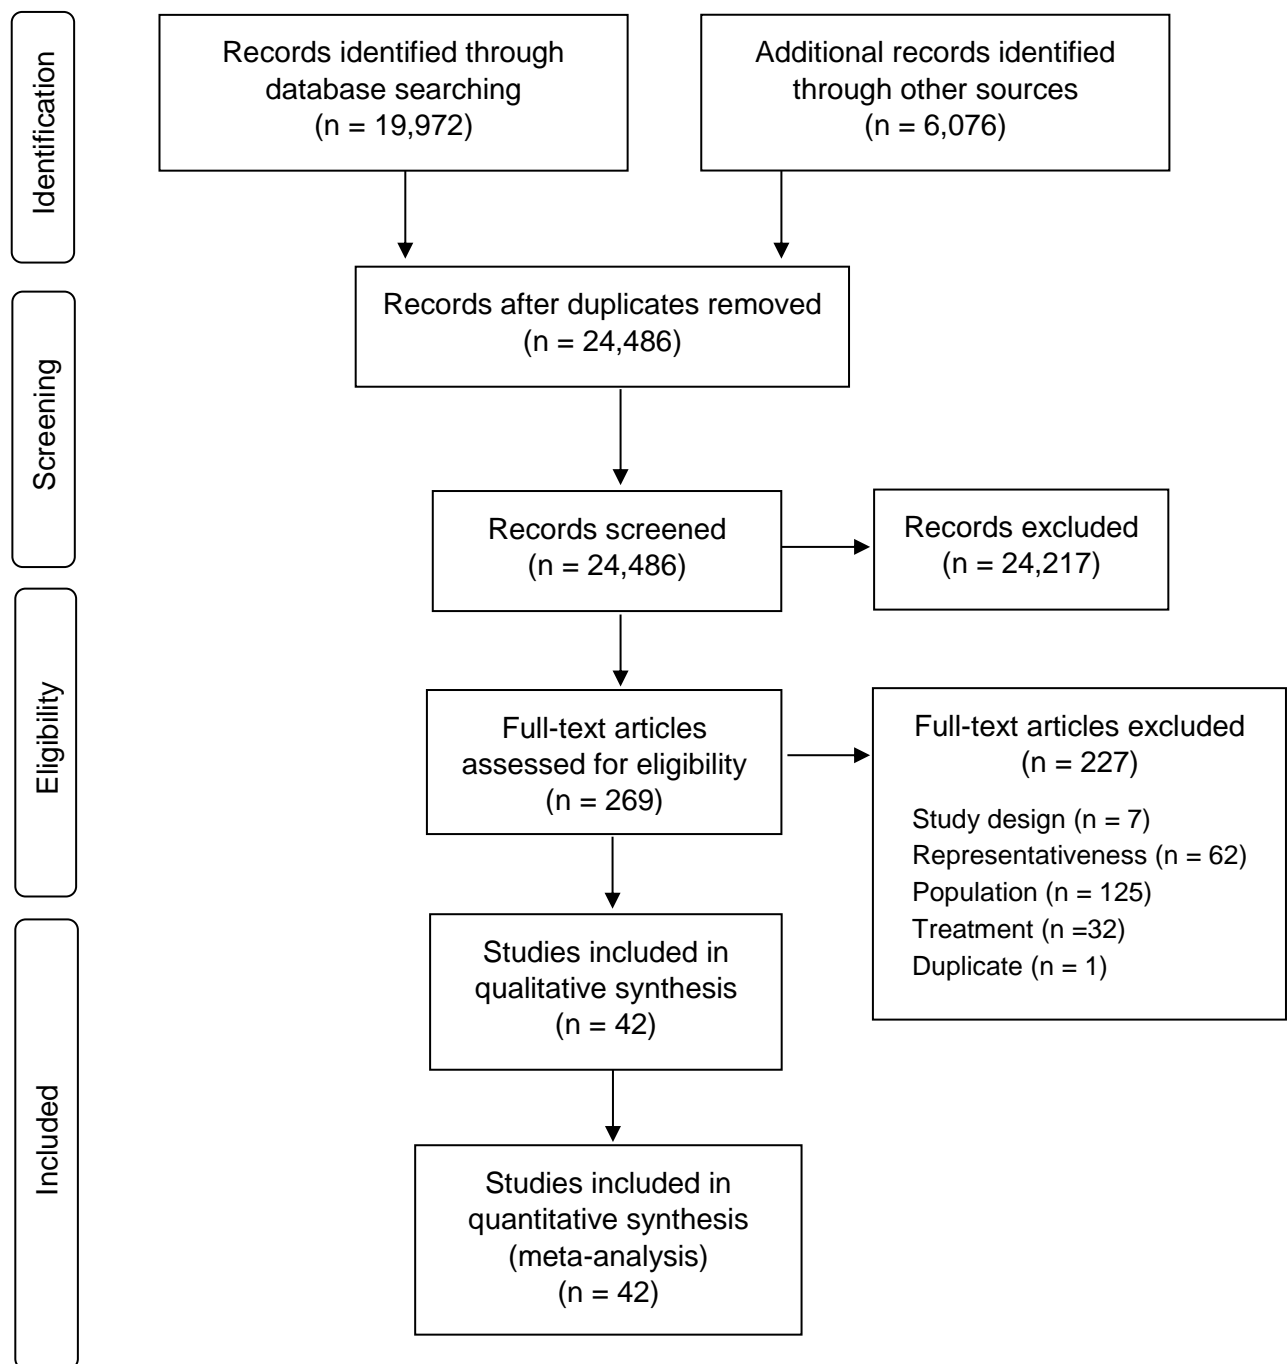 Identification
Records identified through
database searching
(n = 19,972)
Additional records identified
through other sources
(n = 6,076)
Screening
Records after duplicates removed
(n = 24,486)
Records screened
(n = 24,486)
Records excluded
(n = 24,217)
Eligibility
Full-text articles
assessed for eligibility
(n = 269)
Full-text articles excluded
(n = 227)
Study design (n = 7)
Representativeness (n = 62)
Population (n = 125)
Treatment (n =32)
Duplicate (n = 1)
Included
Studies included in
qualitative synthesis
(n = 42)
Studies included in
quantitative synthesis
(meta-analysis)
(n = 42)